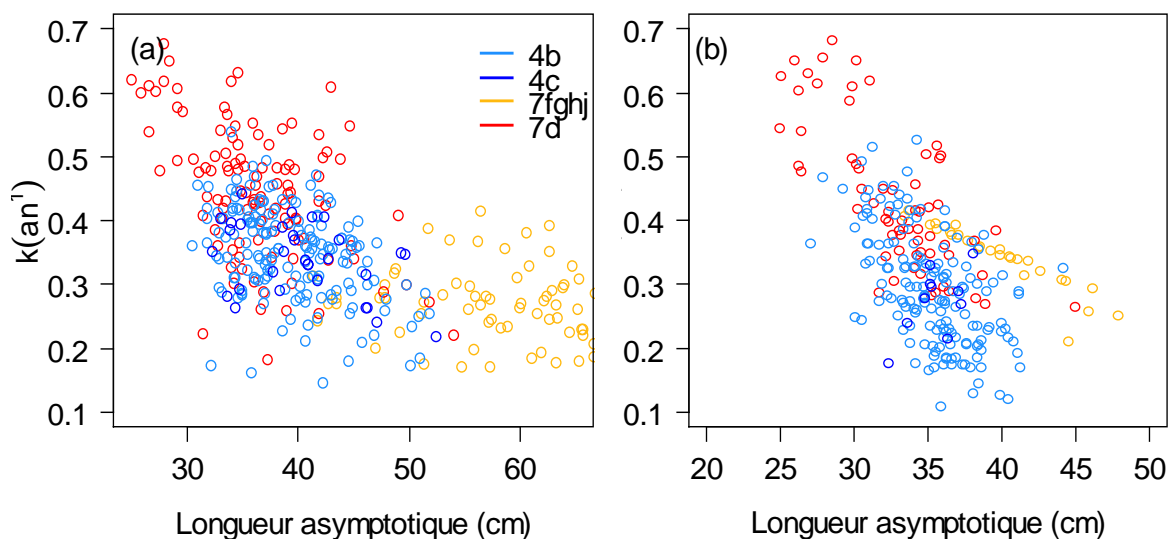 (a)
4b
4c
7fghj
7d
k(an⁻¹)
0.7
0.6
0.5
0.4
0.3
0.2
0.1
30 40 50 60
Longueur asymptotique (cm)
(b)
0.7
0.6
0.5
0.4
0.3
0.2
0.1
20 25 30 35 40 45 50
Longueur asymptotique (cm)